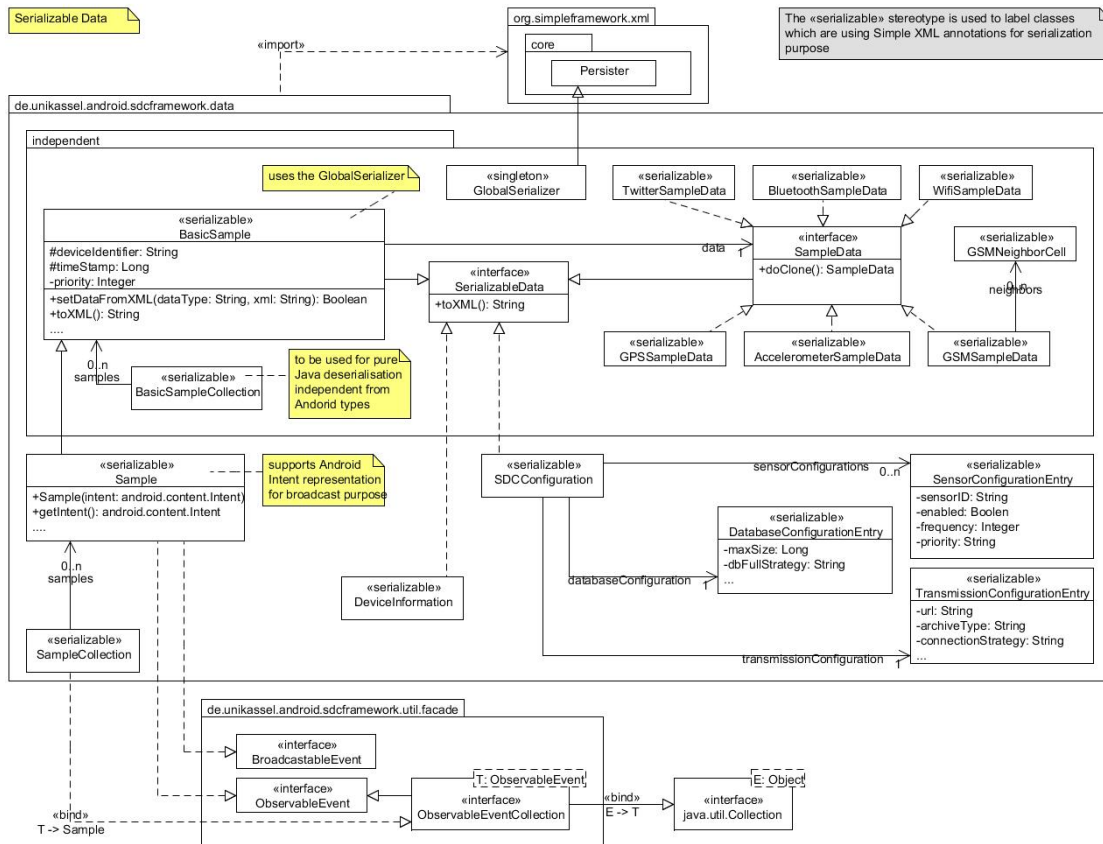 Serializable Data
org.simpleframework.xml
The «serializable» stereotype is used to label classes
which are using Simple XML annotations for serialization
purpose
«import»
core
Persister
de.unikassel.android.sdcframework.data
independent
uses the GlobalSerializer
«singleton»
GlobalSerializer
«serializable»
TwitterSampleData
«serializable»
BluetoothSampleData
«serializable»
WifiSampleData
«serializable»
BasicSample
#deviceIdentifier: String
#timeStamp: Long
-priority: Integer
+setDataFromXML(dataType: String, xml: String): Boolean
+toXML(): String
....
data
1
«interface»
SampleData
+doClone(): SampleData
«serializable»
GSMNeighborCell
0..n
neighbors
«interface»
SerializableData
+toXML(): String
«serializable»
GPSSampleData
«serializable»
AccelerometerSampleData
«serializable»
GSMSampleData
0..n
samples
«serializable»
BasicSampleCollection
to be used for pure
Java deserialisation
independent from
Andorid types
«serializable»
Sample
+Sample(intent: android.content.Intent)
+getIntent(): android.content.Intent
....
supports Android
Intent representation
for broadcast purpose
«serializable»
SDCConfiguration
sensorConfigurations
0..n
«serializable»
SensorConfigurationEntry
-sensorID: String
-enabled: Boolen
-frequency: Integer
-priority: String
«serializable»
DatabaseConfigurationEntry
-maxSize: Long
-dbFullStrategy: String
...
databaseConfiguration
1
0..n
samples
«serializable»
DeviceInformation
«serializable»
TransmissionConfigurationEntry
-url: String
-archiveType: String
-connectionStrategy: String
...
transmissionConfiguration
1
«serializable»
SampleCollection
de.unikassel.android.sdcframework.util.facade
«interface»
BroadcastableEvent
«interface»
ObservableEvent
T: ObservableEvent
«interface»
ObservableEventCollection
«bind»
E -> T
E: Object
«interface»
java.util.Collection
«bind»
T -> Sample